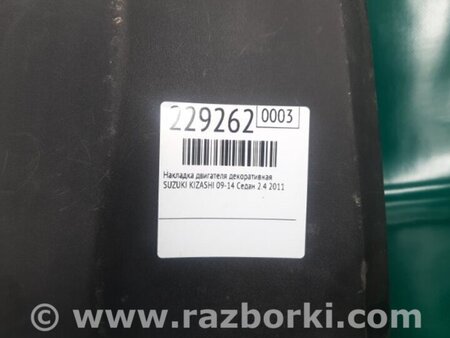 229262 0003
Накладка двигателя декоративная
SUZUKI KIZASHI 09-14 Седан 2.4 2011
© www.razborki.com